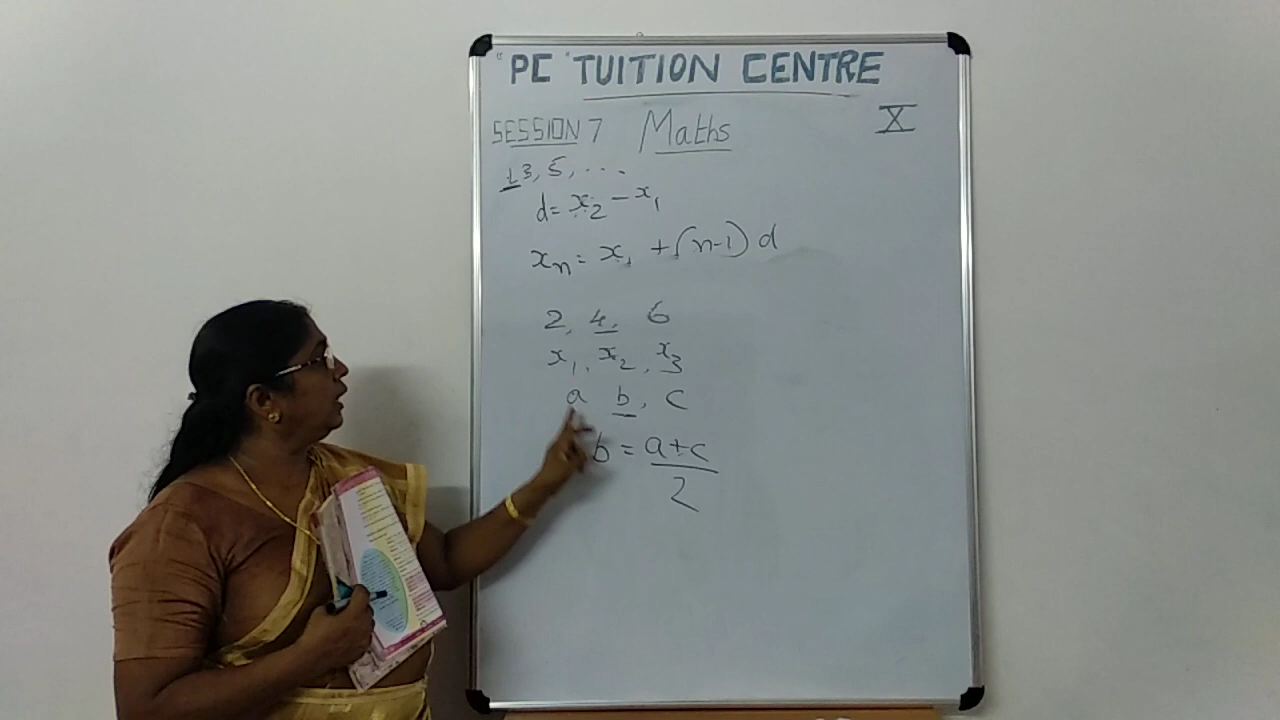 PC TUITION CENTRE
SESSION 7 Maths X
1 3, 5, ...
d = x₂ - x₁
xₙ = x₁ + (n-1) d
2, 4, 6
x₁, x₂, x₃
a b, c
b = a+c
2